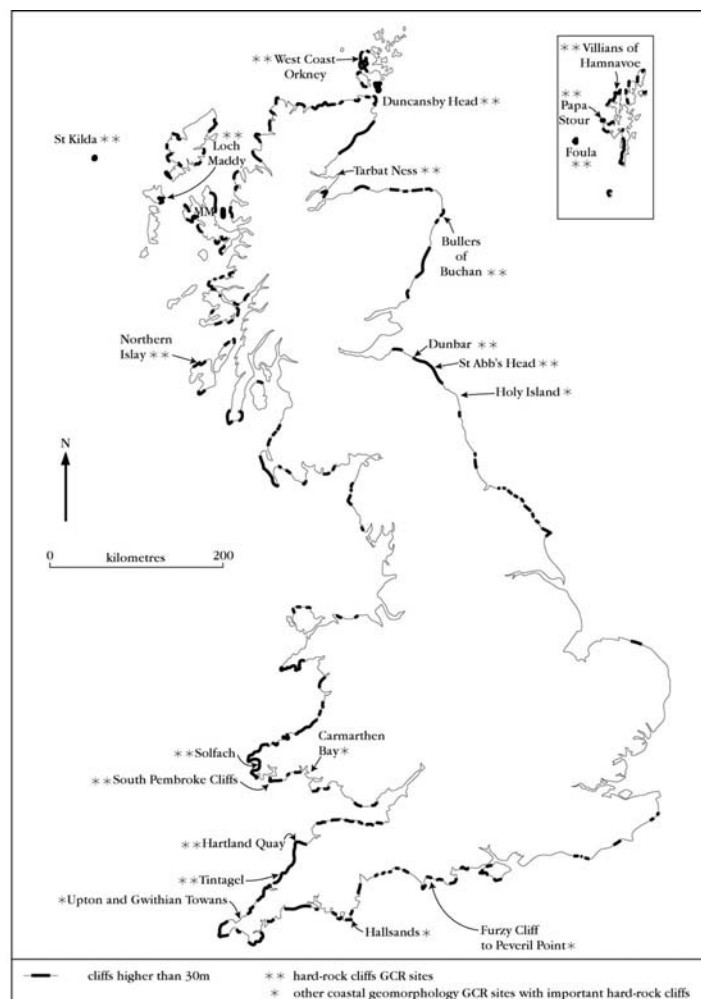 **West Coast
Orkney
**Villians of
Hamnavoe
**
Papa
Stour
Foula
**
Duncansby Head **
St Kilda **
**
Loch
Maddy
MM
Tarbat Ness **
Bullers
of
Buchan **
Northern
Islay **
Dunbar **
St Abb's Head **
Holy Island *
N
0 200
kilometres
**Solfach
Carmarthen
Bay*
**South Pembroke Cliffs
**Hartland Quay
**Tintagel
*Upton and Gwithian Towans
Hallsands*
Furzy Cliff
to Peveril Point*
cliffs higher than 30m
** hard-rock cliffs GCR sites
* other coastal geomorphology GCR sites with important hard-rock cliffs